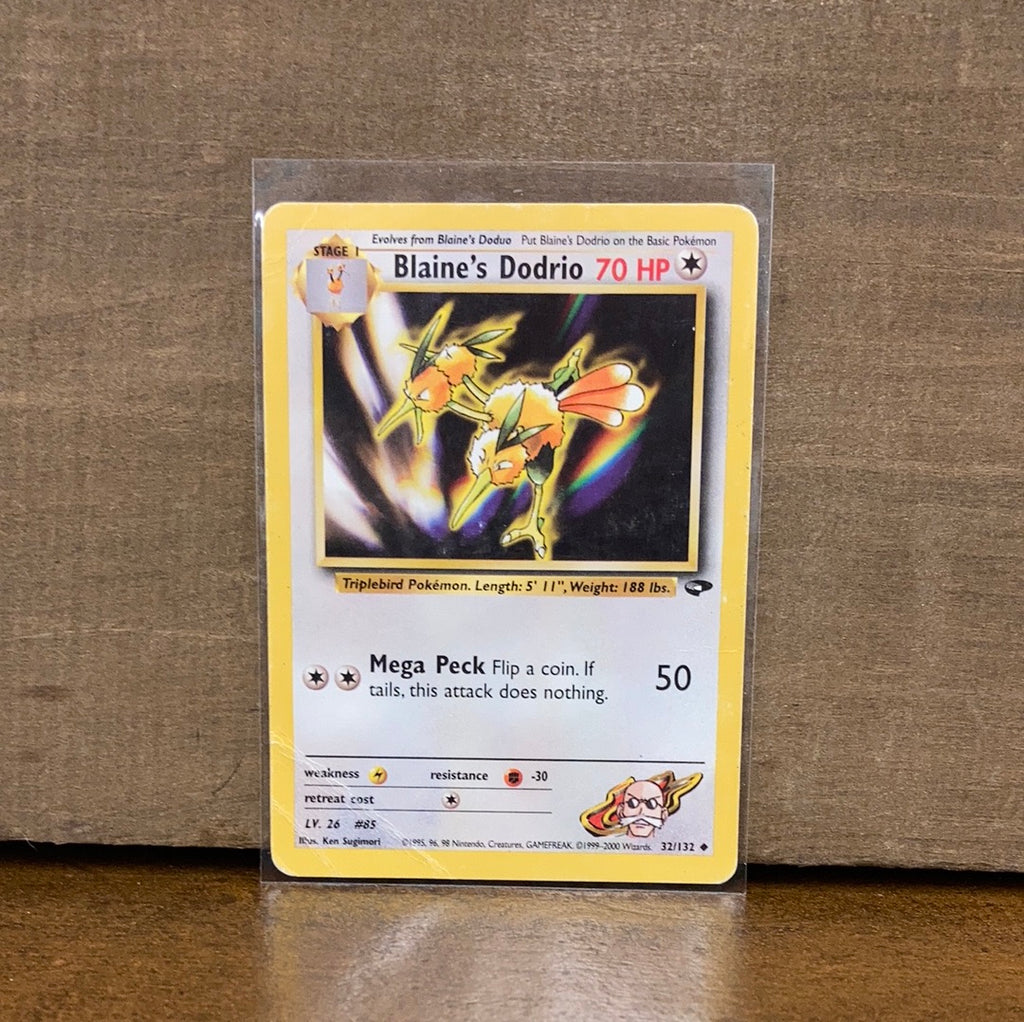 Evolves from Blaine's Doduo Put Blaine's Dodrio on the Basic Pokémon
STAGE 1
Blaine's Dodrio 70 HP
Triplebird Pokémon. Length: 5' 11", Weight: 188 lbs.
Mega Peck Flip a coin. If
tails, this attack does nothing.
50
weakness resistance -30
retreat cost
LV. 26 #85
Illus. Ken Sugimori ©1995, 96, 98 Nintendo, Creatures, GAMEFREAK. ©1999-2000 Wizards. 32/132